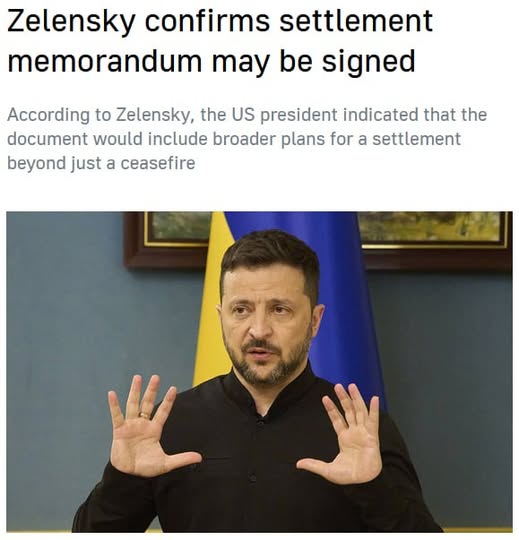 Zelensky confirms settlement
memorandum may be signed
According to Zelensky, the US president indicated that the
document would include broader plans for a settlement
beyond just a ceasefire